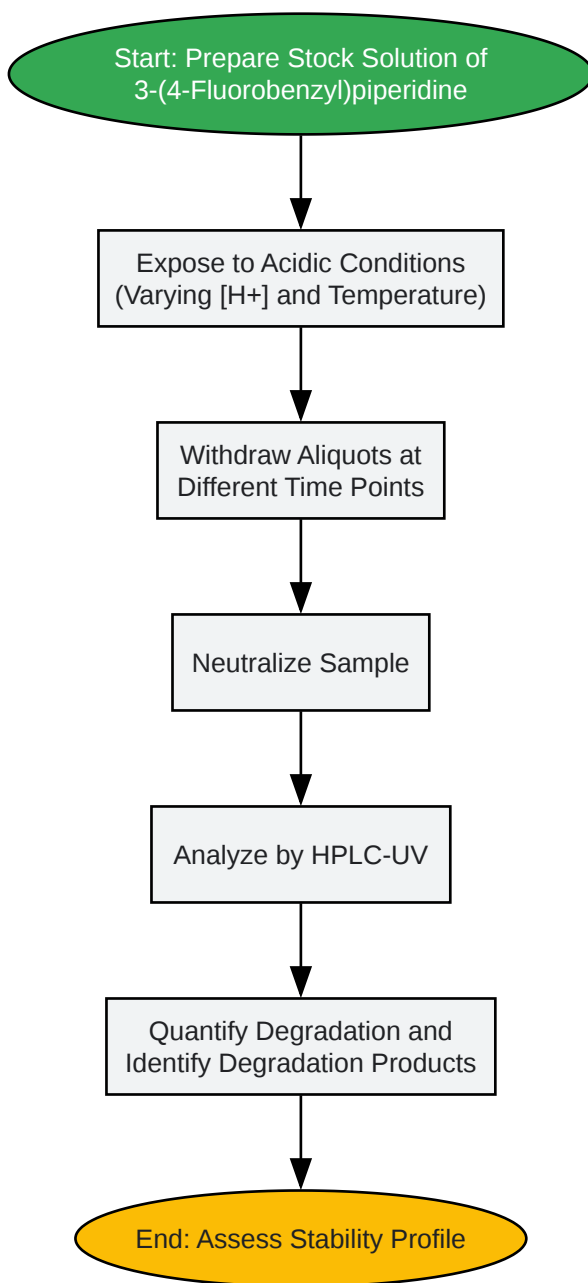 Start: Prepare Stock Solution of
3-(4-Fluorobenzyl)piperidine
Expose to Acidic Conditions
(Varying [H+] and Temperature)
Withdraw Aliquots at
Different Time Points
Neutralize Sample
Analyze by HPLC-UV
Quantify Degradation and
Identify Degradation Products
End: Assess Stability Profile